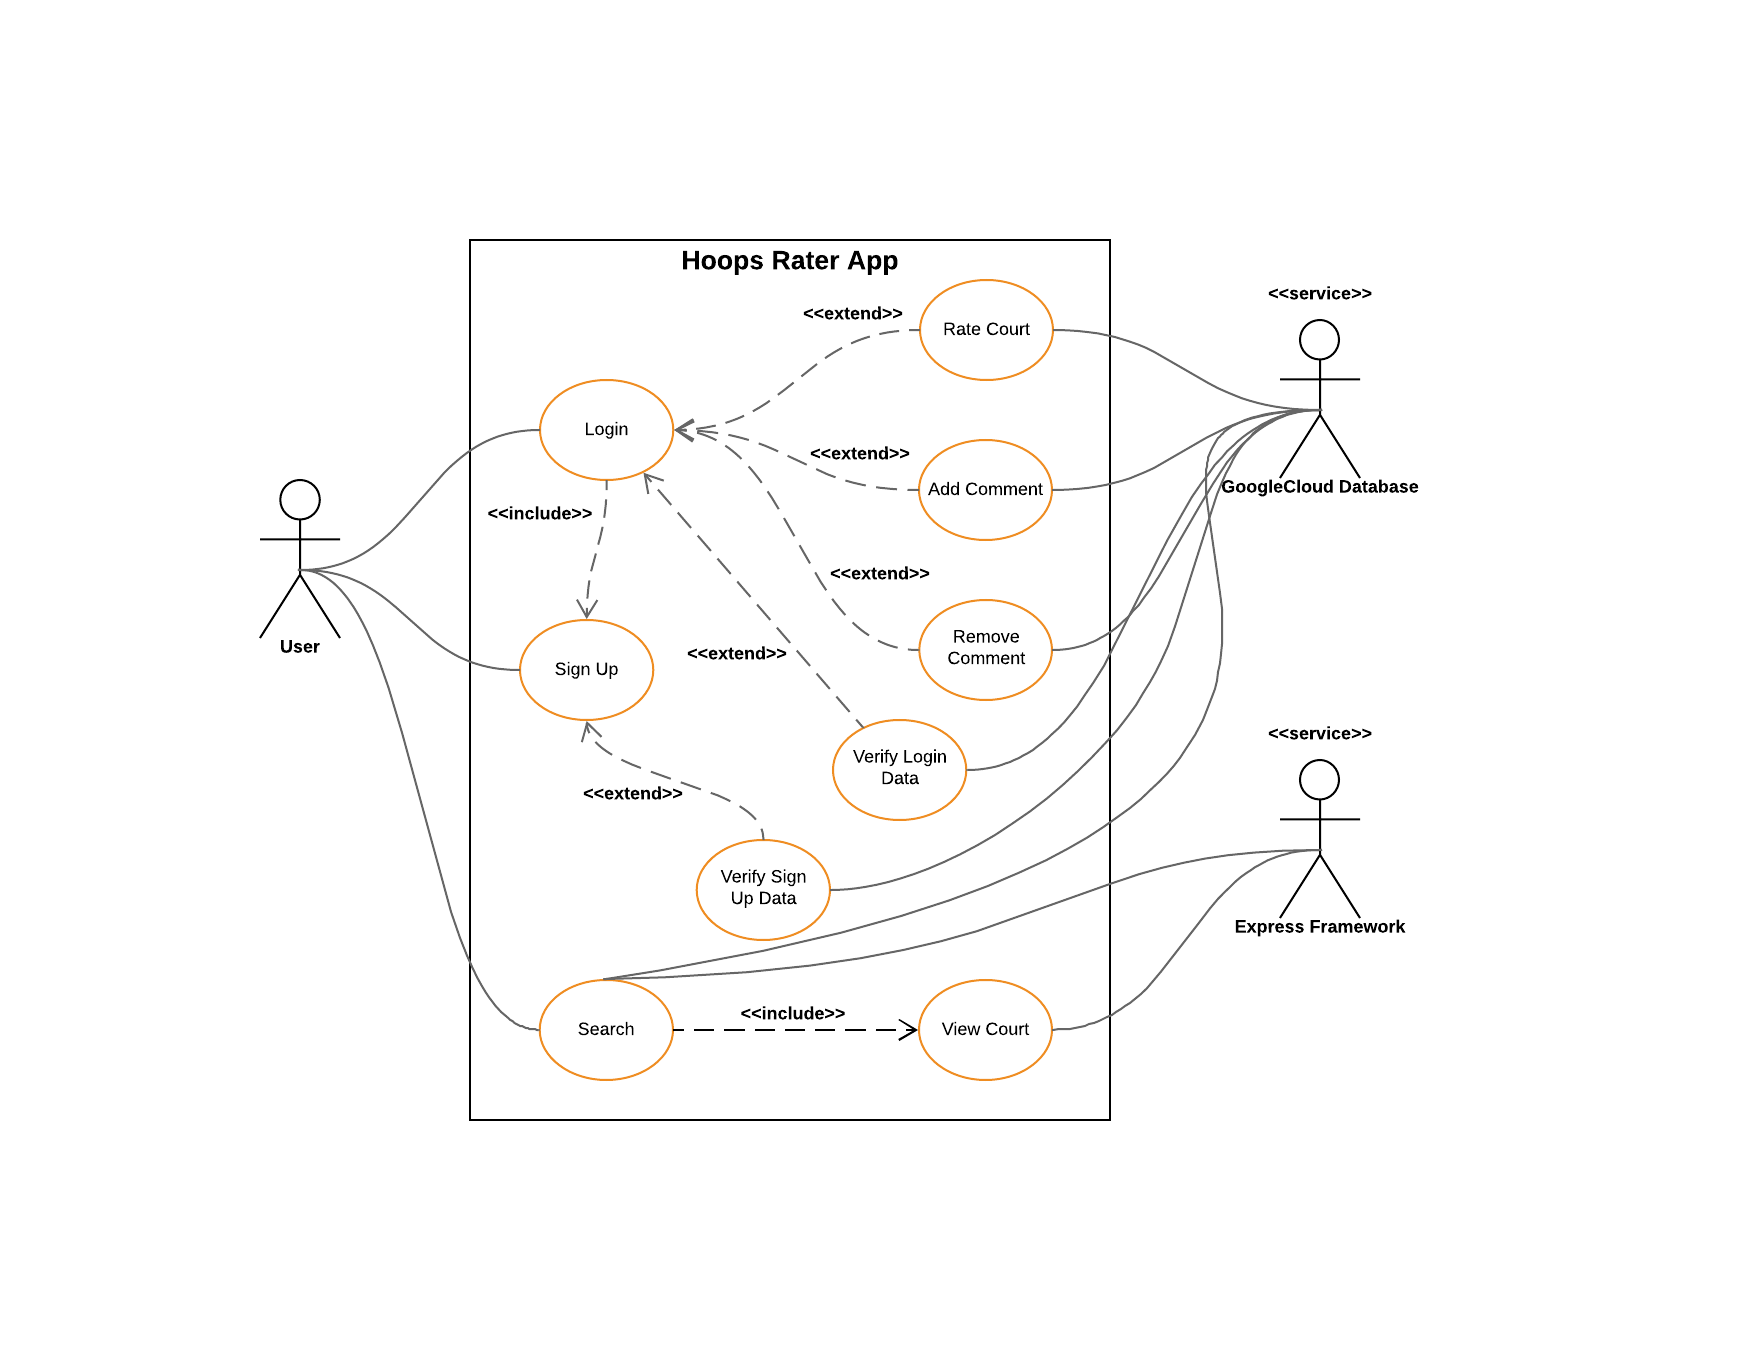 Hoops Rater App
<<extend>>
Rate Court
<<service>>
Login
<<extend>>
Add Comment
GoogleCloud Database
<<include>>
<<extend>>
User
Sign Up
<<extend>>
Remove
Comment
<<service>>
Verify Login
Data
<<extend>>
Verify Sign
Up Data
Express Framework
Search
<<include>>
View Court